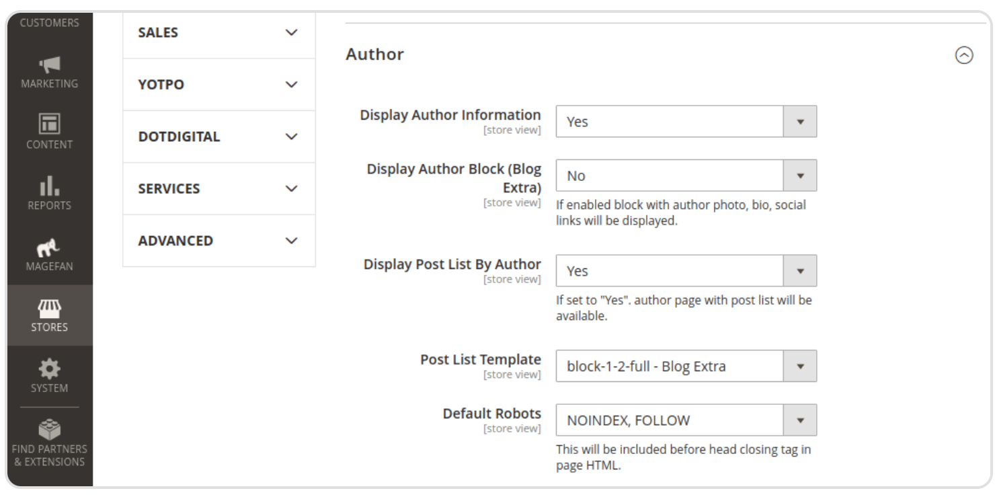 CUSTOMERS
MARKETING
CONTENT
REPORTS
MAGEFAN
STORES
SYSTEM
FIND PARTNERS
& EXTENSIONS
SALES
YOTPO
DOTDIGITAL
SERVICES
ADVANCED
Author
Display Author Information
[store view]
Yes
Display Author Block (Blog
Extra)
[store view]
No
If enabled block with author photo, bio, social
links will be displayed.
Display Post List By Author
[store view]
Yes
If set to "Yes". author page with post list will be
available.
Post List Template
[store view]
block-1-2-full - Blog Extra
Default Robots
[store view]
NOINDEX, FOLLOW
This will be included before head closing tag in
page HTML.